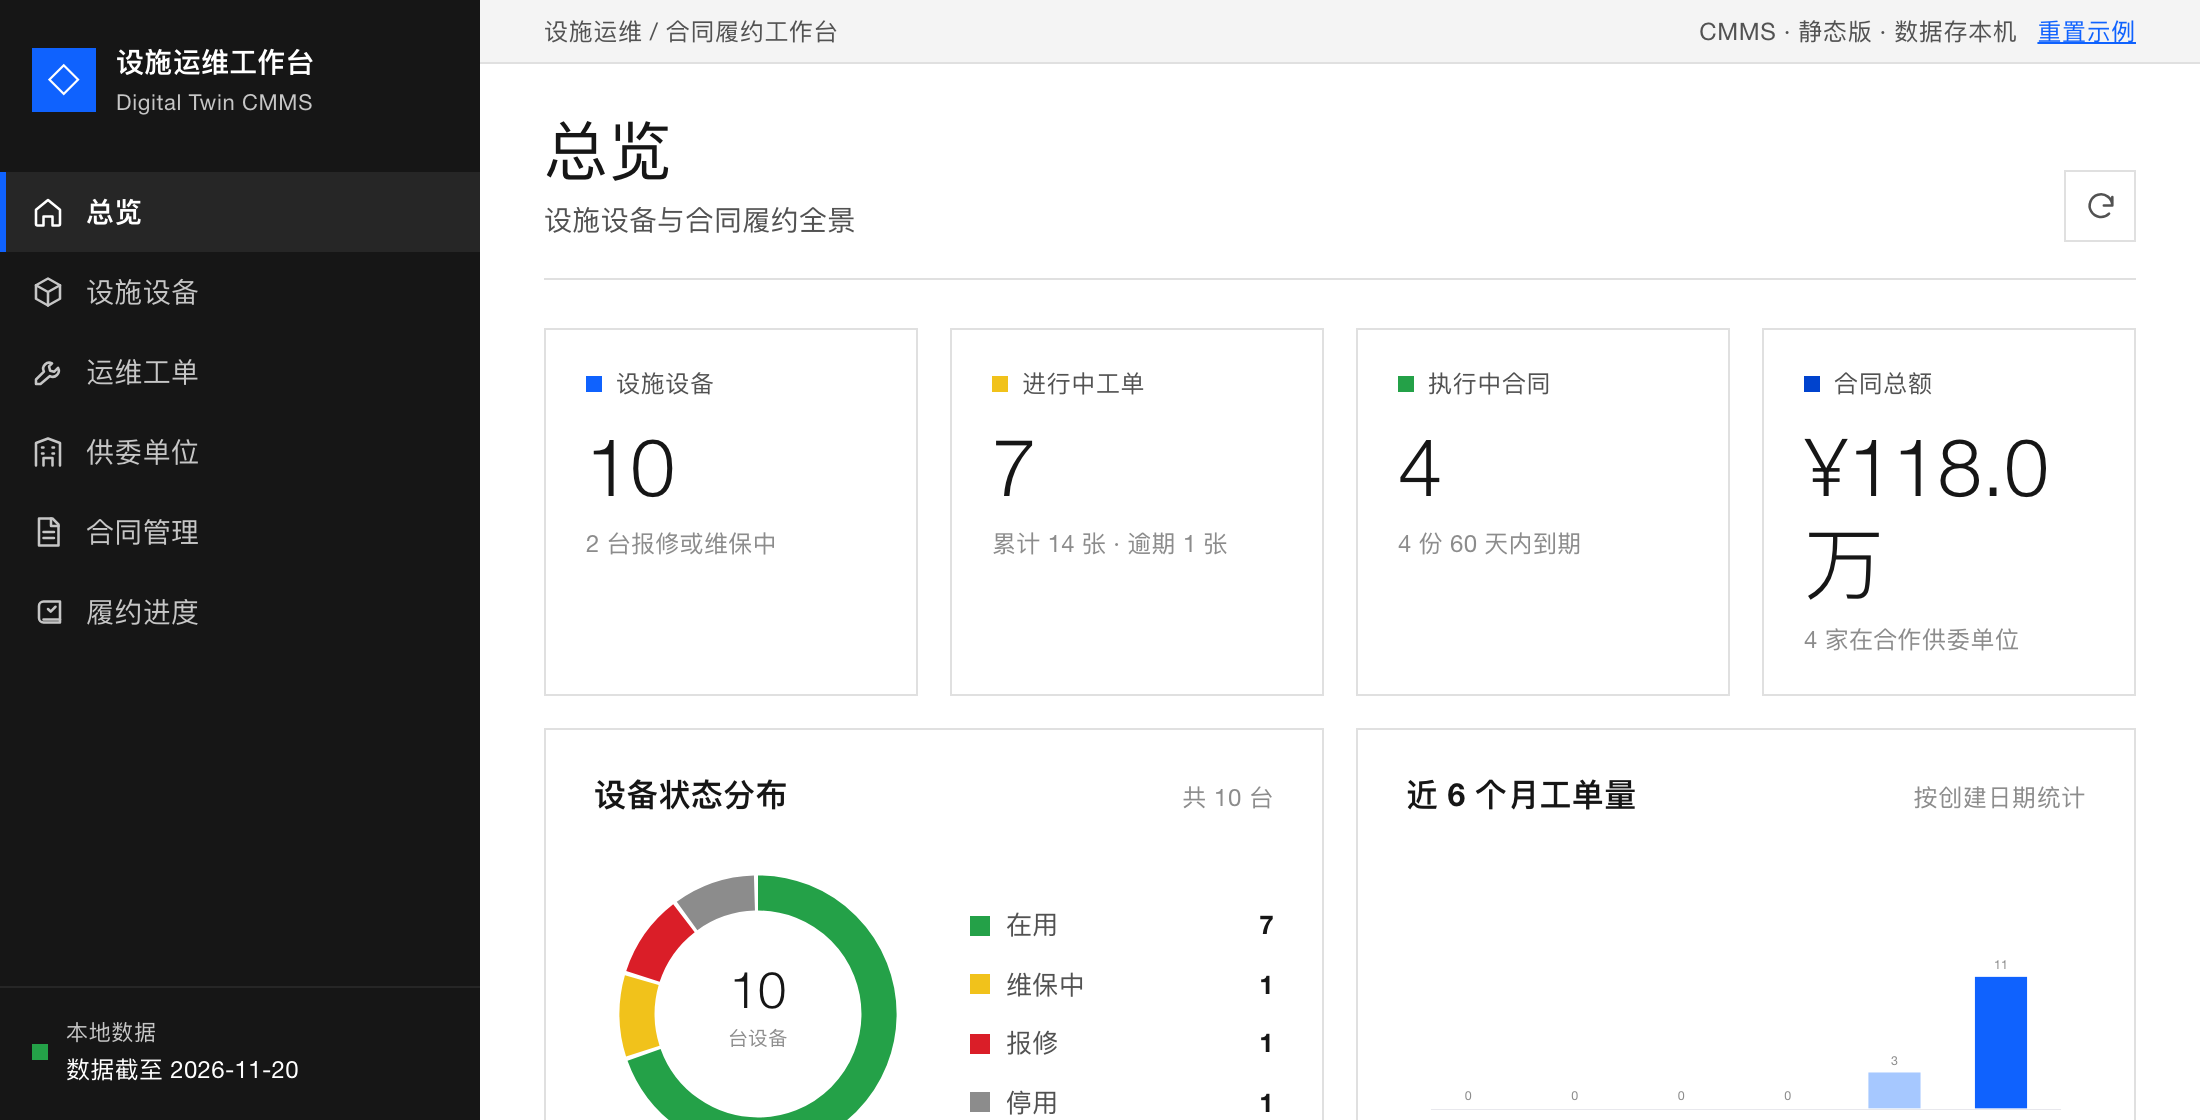 设施运维工作台
Digital Twin CMMS
总览
设施设备
运维工单
供委单位
合同管理
履约进度
本地数据
数据截至 2026-11-20
设施运维 / 合同履约工作台
CMMS · 静态版 · 数据存本机 重置示例
总览
设施设备与合同履约全景
设施设备
10
2 台报修或维保中
进行中工单
7
累计 14 张 · 逾期 1 张
执行中合同
4
4 份 60 天内到期
合同总额
¥118.0
万
4 家在合作供委单位
设备状态分布
共 10 台
10
台设备
在用 7
维保中 1
报修 1
停用 1
近 6 个月工单量
按创建日期统计
0 0 0 0 3 11